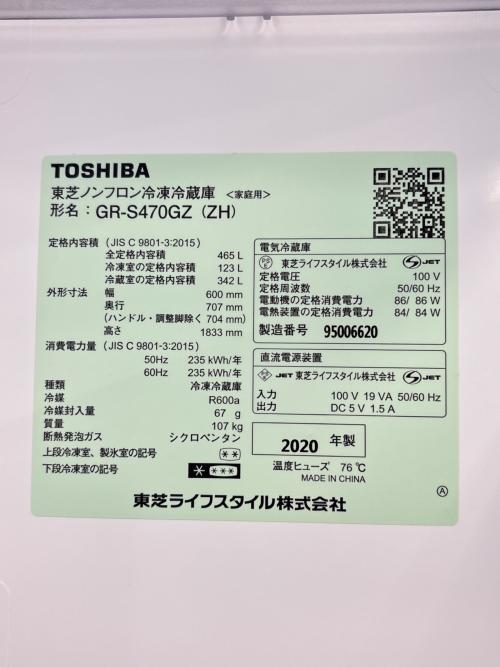 TOSHIBA
東芝ノンフロン冷凍冷蔵庫 <家庭用>
形名：GR-S470GZ (ZH)
定格内容積 (JIS C 9801-3:2015)
全定格内容積 465 L
冷凍室の定格内容積 123 L
冷蔵室の定格内容積 342 L
外形寸法 幅 600 mm
奥行 707 mm
(ハンドル・調整脚除く 704 mm)
高さ 1833 mm
消費電力量 (JIS C 9801-3:2015)
50Hz 235 kWh/年
60Hz 235 kWh/年
種類 冷凍冷蔵庫
冷媒 R600a
冷媒封入量 67 g
質量 107 kg
断熱発泡ガス シクロペンタン
上段冷凍室、製氷室の記号 **
下段冷凍室の記号 * ***
電気冷蔵庫
PS E 東芝ライフスタイル株式会社 S JET
定格電圧 100 V
定格周波数 50/60 Hz
電動機の定格消費電力 86/ 86 W
電熱装置の定格消費電力 84/ 84 W
製造番号 95006620
直流電源装置
JET 東芝ライフスタイル株式会社 S JET
入力 100 V 19 VA 50/60 Hz
出力 DC 5 V 1.5 A
2020 年製
温度ヒューズ 76 ℃
MADE IN CHINA
Ⓐ
東芝ライフスタイル株式会社